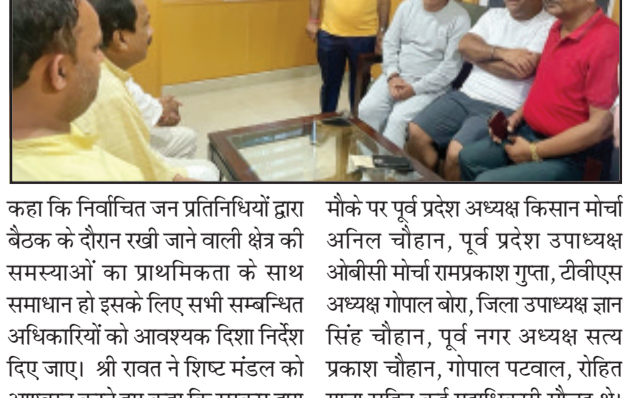 कहा कि निर्वाचित जन प्रतिनिधियों द्वारा
बैठक के दौरान रखी जाने वाली क्षेत्र की
समस्याओं का प्राथमिकता के साथ
समाधान हो इसके लिए सभी सम्बन्धित
अधिकारियों को आवश्यक दिशा निर्देश
दिए जाए। श्री रावत ने शिष्ट मंडल को
मौके पर पूर्व प्रदेश अध्यक्ष किसान मोर्चा
अनिल चौहान, पूर्व प्रदेश उपाध्यक्ष
ओबीसी मोर्चा रामप्रकाश गुप्ता, टीवीएस
अध्यक्ष गोपाल बोरा, जिला उपाध्यक्ष ज्ञान
सिंह चौहान, पूर्व नगर अध्यक्ष सत्य
प्रकाश चौहान, गोपाल पटवाल, रोहित